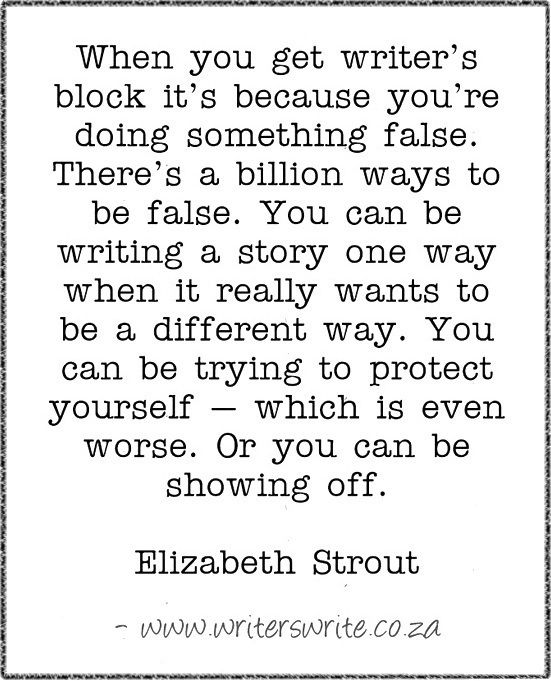 When you get writer’s
block it’s because you’re
doing something false.
There’s a billion ways to
be false. You can be
writing a story one way
when it really wants to
be a different way. You
can be trying to protect
yourself — which is even
worse. Or you can be
showing off.
Elizabeth Strout
- www.writerswrite.co.za